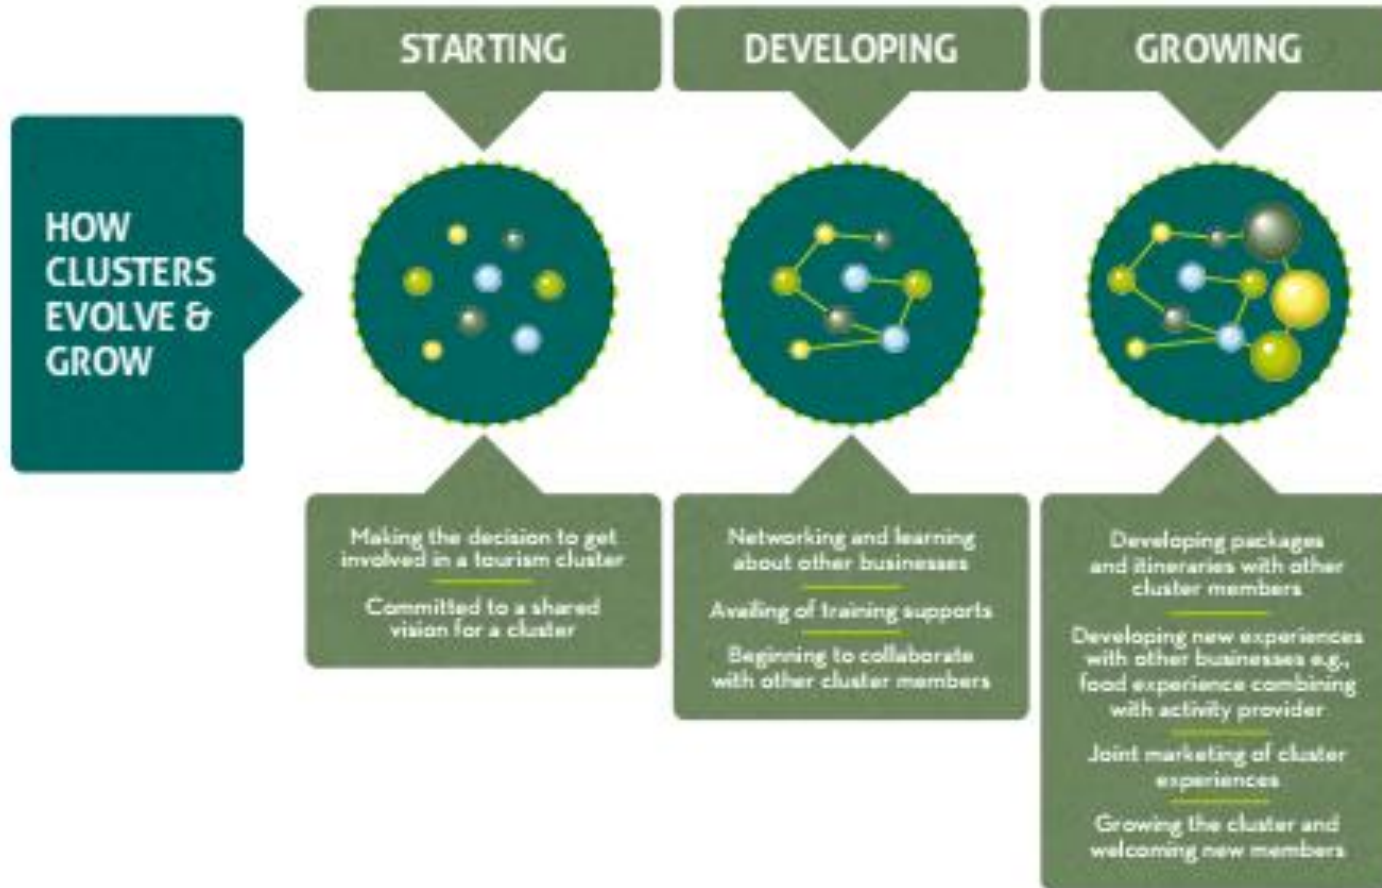 HOW
CLUSTERS
EVOLVE &
GROW
STARTING
Making the decision to get
involved in a tourism cluster
Committed to a shared
vision for a cluster
DEVELOPING
Networking and learning
about other businesses
Availing of training supports
Beginning to collaborate
with other cluster members
GROWING
Developing packages
and itineraries with other
cluster members
Developing new experiences
with other businesses e.g.,
food experience combining
with activity provider
Joint marketing of cluster
experiences
Growing the cluster and
welcoming new members